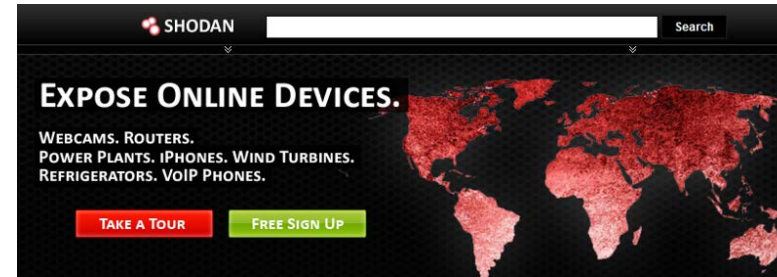 SHODAN
Search
EXPOSE ONLINE DEVICES.
WEBCAMS. ROUTERS.
POWER PLANTS. IPHONES. WIND TURBINES.
REFRIGERATORS. VOIP PHONES.
TAKE A TOUR
FREE SIGN UP